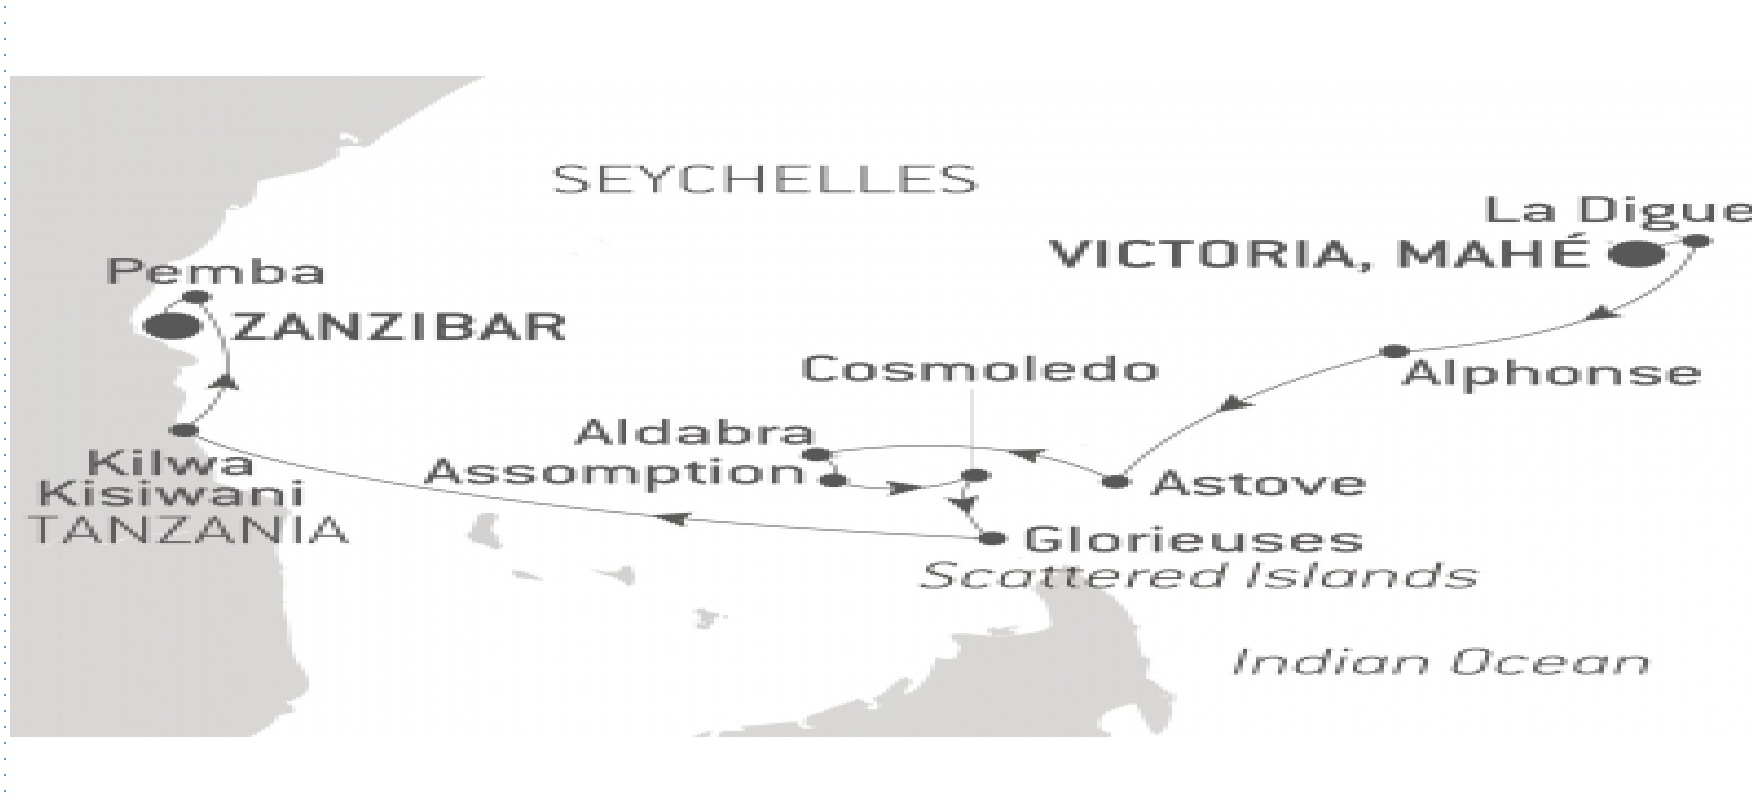 SEYCHELLES
La Digue
VICTORIA, MAHÉ
Pemba
ZANZIBAR
Cosmoledo
Alphonse
Aldabra
Assomption
Kilwa
Kisiwani
TANZANIA
Astove
Glorieuses
Scattered Islands
Indian Ocean